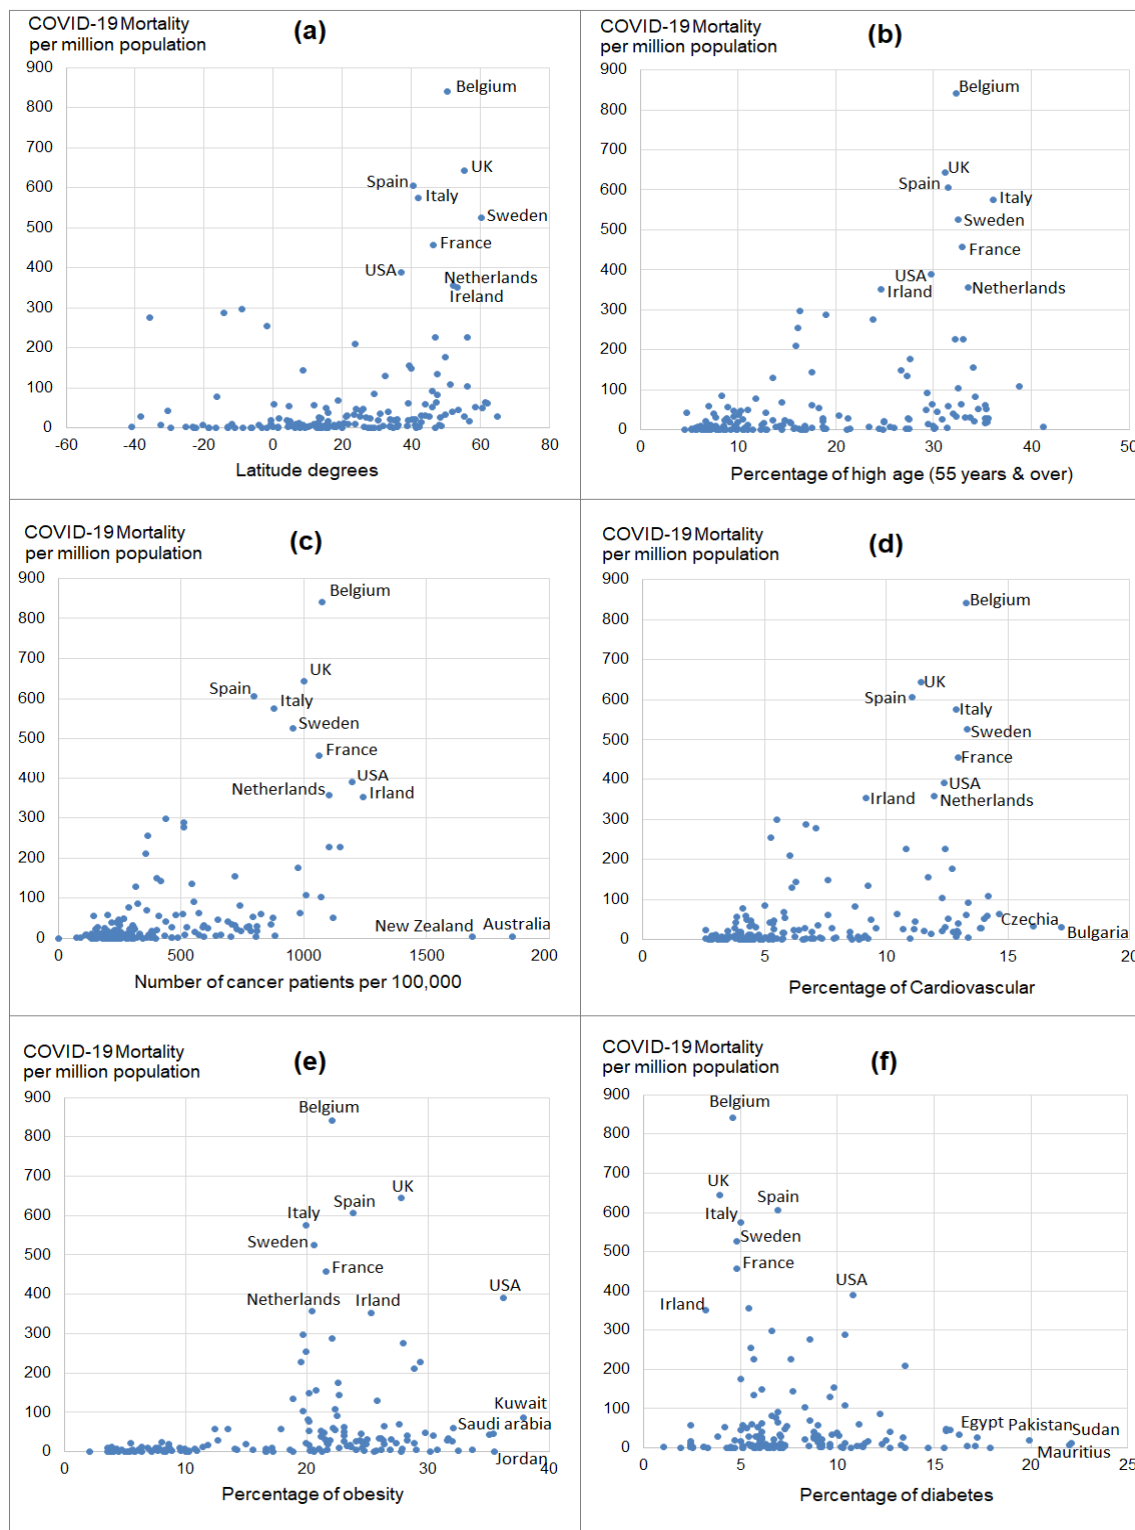 COVID-19 Mortality
per million population
(a)
900
800
700
600
500
400
300
200
100
0
Belgium
UK
Spain
Italy
Sweden
France
USA
Netherlands
Ireland
-60
-40
-20
0
20
40
60
80
Latitude degrees
COVID-19 Mortality
per million population
(b)
900
800
700
600
500
400
300
200
100
0
Belgium
UK
Spain
Italy
Sweden
France
USA
Irland
Netherlands
0
10
20
30
40
50
Percentage of high age (55 years & over)
COVID-19 Mortality
per million population
(c)
900
800
700
600
500
400
300
200
100
0
Belgium
UK
Spain
Italy
Sweden
France
USA
Netherlands
Irland
New Zealand
Australia
0
500
1000
1500
200
Number of cancer patients per 100,000
COVID-19 Mortality
per million population
(d)
900
800
700
600
500
400
300
200
100
0
Belgium
UK
Spain
Italy
Sweden
France
USA
Irland
Netherlands
Czechia
Bulgaria
0
5
10
15
20
Percentage of Cardiovascular
COVID-19 Mortality
per million population
(e)
900
800
700
600
500
400
300
200
100
0
Belgium
UK
Spain
Italy
Sweden
France
USA
Netherlands
Irland
Kuwait
Saudi arabia
Jordan
0
10
20
30
40
Percentage of obesity
COVID-19 Mortality
per million population
(f)
900
800
700
600
500
400
300
200
100
0
Belgium
UK
Spain
Italy
Sweden
France
USA
Irland
Egypt
Pakistan
Sudan
Mauritius
0
5
10
15
20
25
Percentage of diabetes